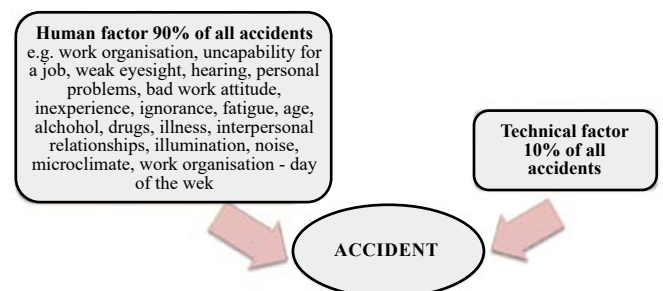 Human factor 90% of all accidents
e.g. work organisation, uncapability for
a job, weak eyesight, hearing, personal
problems, bad work attitude,
inexperience, ignorance, fatigue, age,
alchohol, drugs, illness, interpersonal
relationships, illumination, noise,
microclimate, work organisation - day
of the wek
Technical factor
10% of all
accidents
ACCIDENT